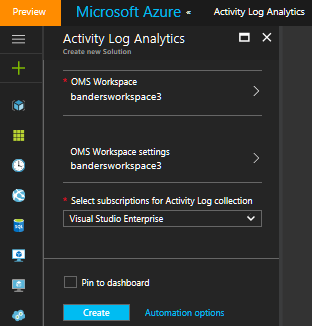 Preview
Microsoft Azure «
Activity Log Analytics
Activity Log Analytics
Create new Solution
* OMS Workspace
bandersworkspace3
OMS Workspace settings
bandersworkspace3
* Select subscriptions for Activity Log collection
Visual Studio Enterprise
SQL
Pin to dashboard
Create
Automation options